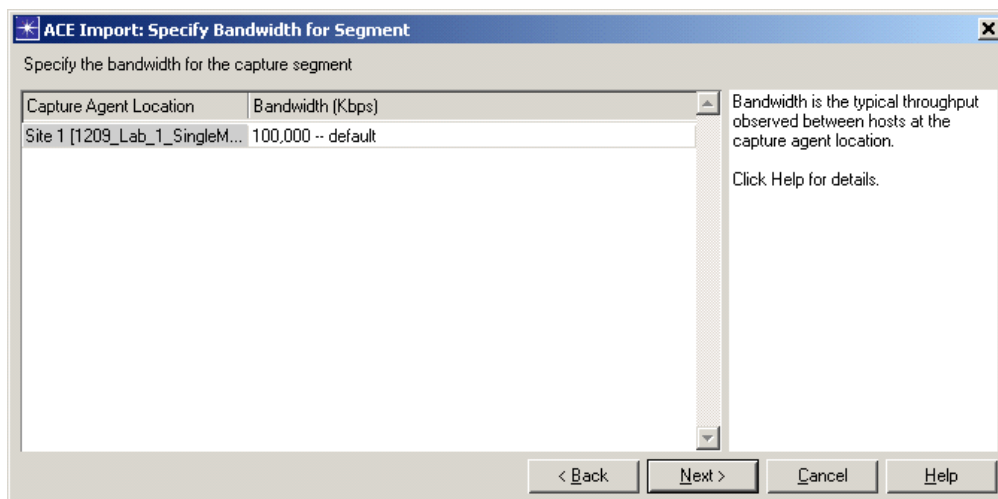 ACE Import: Specify Bandwidth for Segment
Specify the bandwidth for the capture segment
Capture Agent Location Bandwidth (Kbps)
Site 1 [1209_Lab_1_SingleM... 100,000 -- default
Bandwidth is the typical throughput
observed between hosts at the
capture agent location.
Click Help for details.
< Back Next > Cancel Help